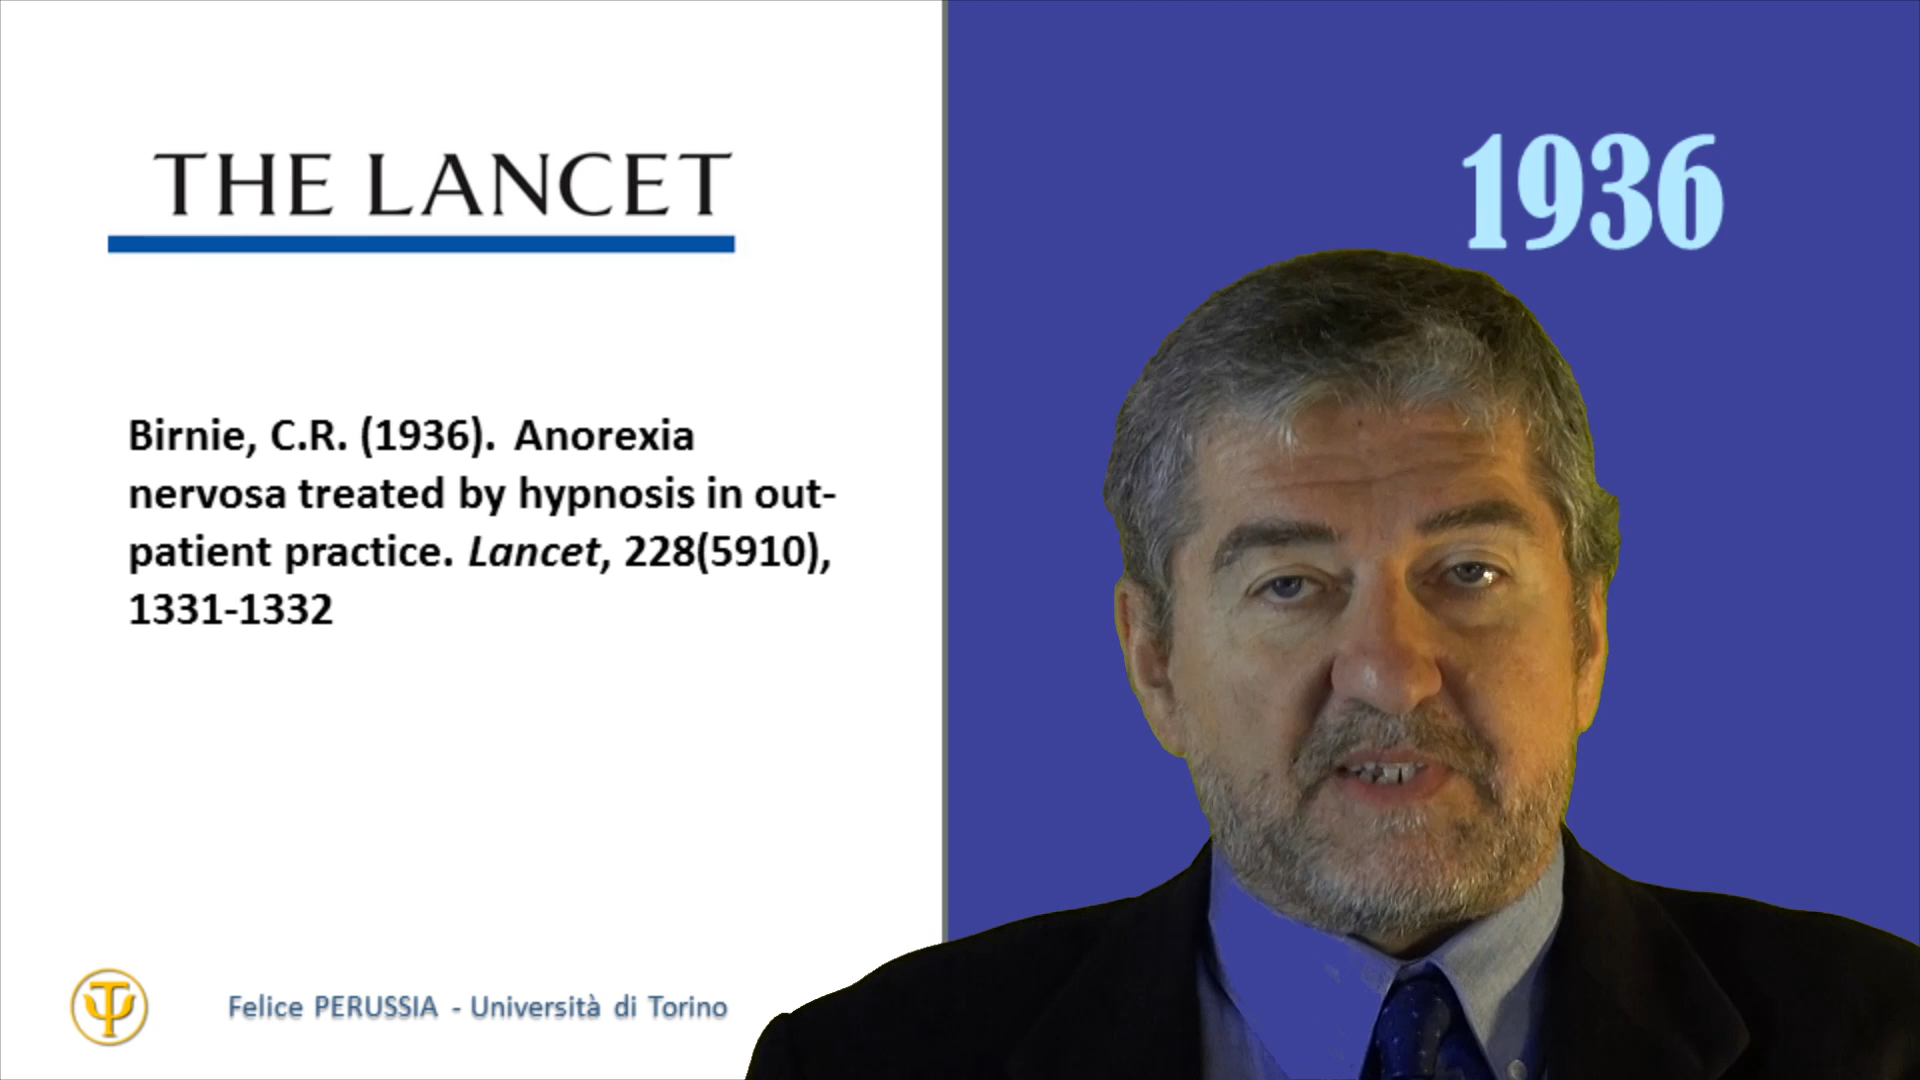 THE LANCET
1936
Birnie, C.R. (1936). Anorexia
nervosa treated by hypnosis in out-
patient practice. Lancet, 228(5910),
1331-1332
Felice PERUSSIA - Università di Torino